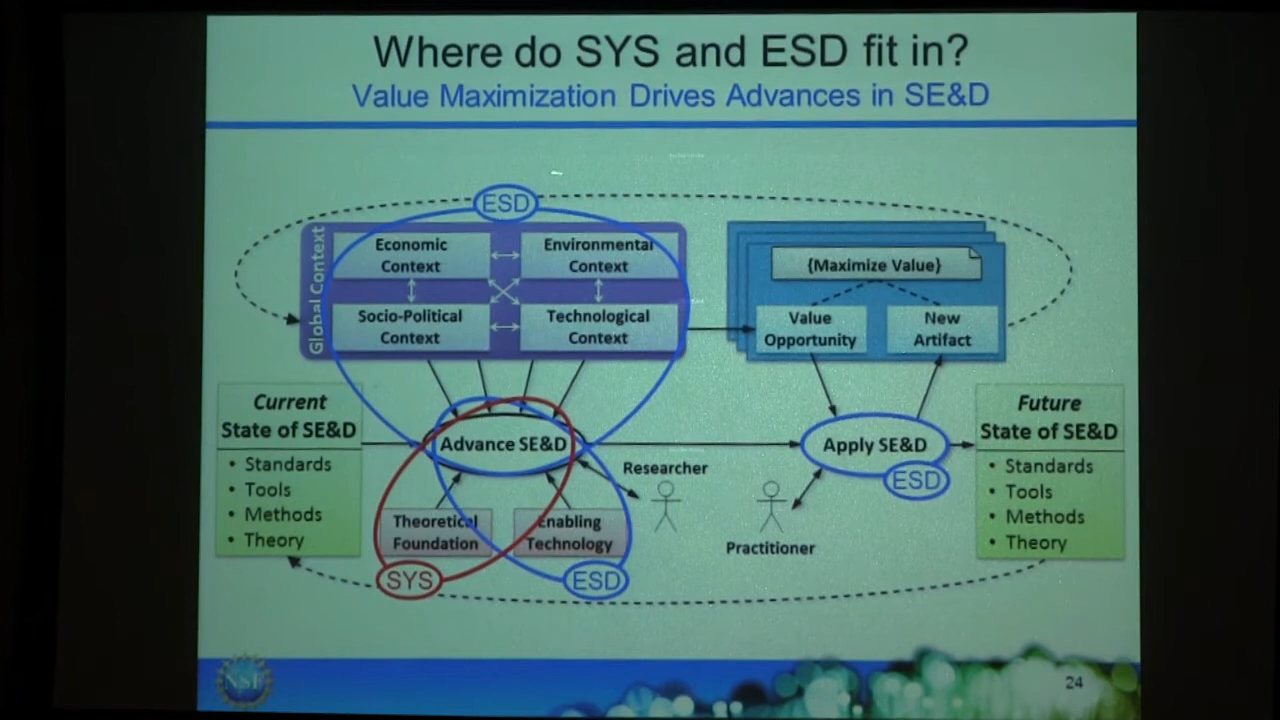 Where do SYS and ESD fit in?
Value Maximization Drives Advances in SE&D
ESD
Global Context
Economic
Context
Environmental
Context
Socio-Political
Context
Technological
Context
{Maximize Value}
Value
Opportunity
New
Artifact
Current
State of SE&D
• Standards
• Tools
• Methods
• Theory
Advance SE&D
Researcher
Theoretical
Foundation
Enabling
Technology
SYS
ESD
Apply SE&D
ESD
Practitioner
Future
State of SE&D
• Standards
• Tools
• Methods
• Theory
NSF
24